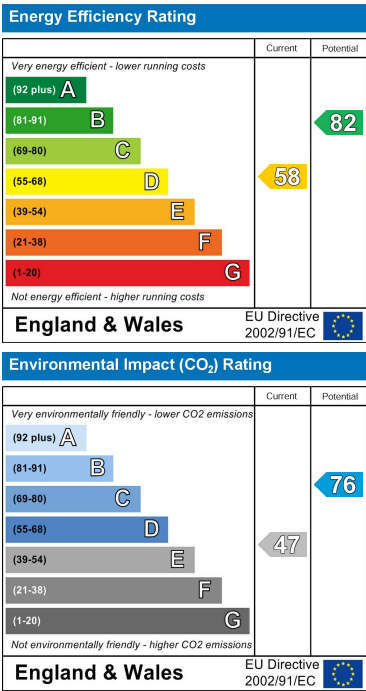 Energy Efficiency Rating
Current Potential
Very energy efficient - lower running costs
(92 plus) A
(81-91) B
82
(69-80) C
(55-68) D
58
(39-54) E
(21-38) F
(1-20) G
Not energy efficient - higher running costs
England & Wales
EU Directive
2002/91/EC
Environmental Impact (CO₂) Rating
Current Potential
Very environmentally friendly - lower CO2 emissions
(92 plus) A
(81-91) B
(69-80) C
76
(55-68) D
(39-54) E
47
(21-38) F
(1-20) G
Not environmentally friendly - higher CO2 emissions
England & Wales
EU Directive
2002/91/EC